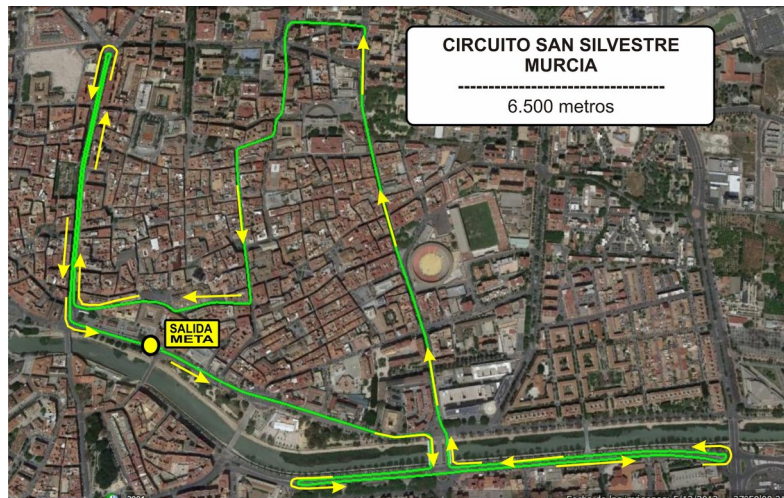 CIRCUITO SAN SILVESTRE
MURCIA
----------------------------------
6.500 metros
SALIDA
META